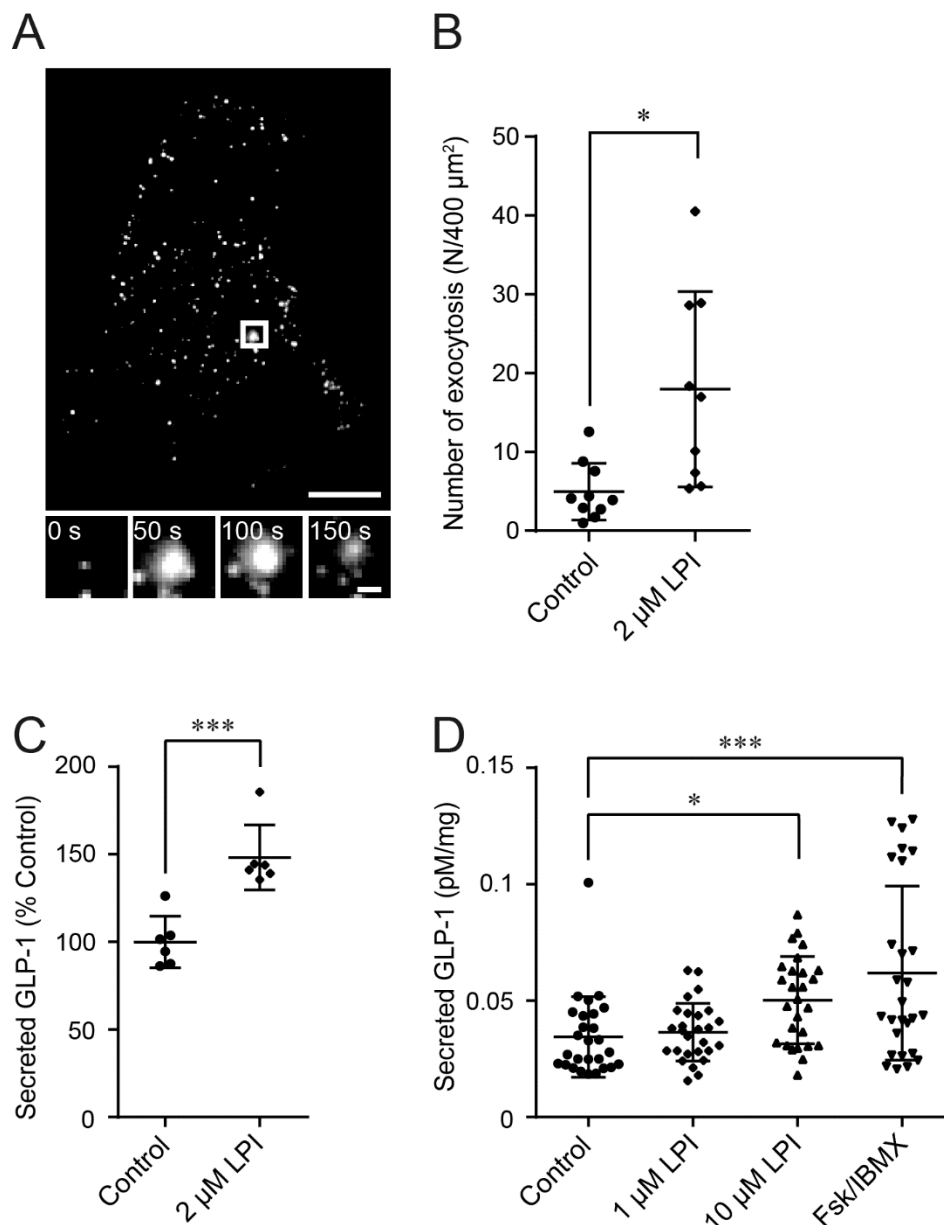 A
0 s 50 s 100 s 150 s
B
Number of exocytosis (N/400 µm²)
50
40
30
20
10
0
*
Control
2 µM LPI
C
Secreted GLP-1 (% Control)
200
150
100
50
0
***
Control
2 µM LPI
D
Secreted GLP-1 (pM/mg)
0.15
0.1
0.05
0
***
*
Control
1 µM LPI
10 µM LPI
Fsk/IBMX